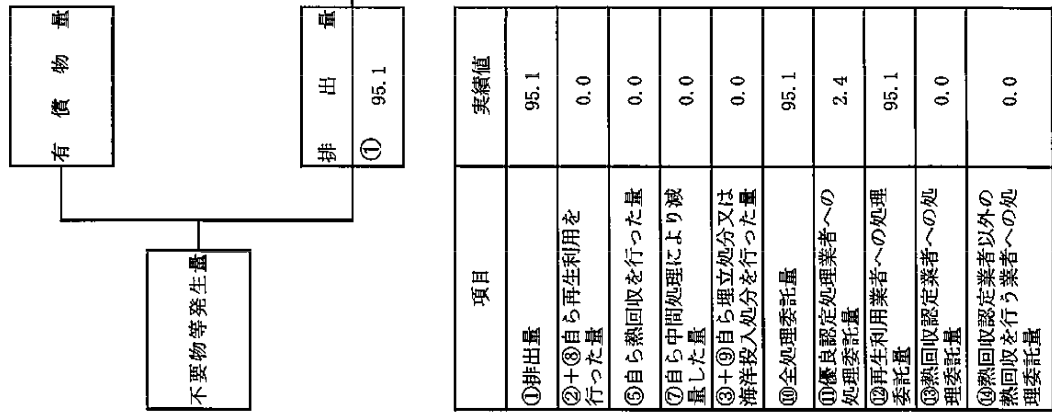 有償物量
不要物等発生量
排出量
① 95.1
項目 実績値
①排出量 95.1
②+⑧自ら再生利用を
行った量 0.0
⑤自ら熱回収を行った量 0.0
⑦自ら中間処理により減
量した量 0.0
③+⑨自ら埋立処分又は
海洋投入処分を行った量 0.0
⑩全処理委託量 95.1
⑪優良認定処理業者への
処理委託量 2.4
⑫再生利用業者への処理
委託量 95.1
⑬熱回収認定業者への処
理委託量 0.0
⑭熱回収認定業者以外の
熱回収を行う業者への処
理委託量 0.0